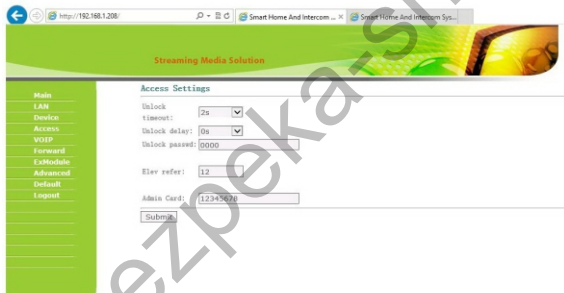 http://192.168.1.208/
Smart Home And Intercom ...
Smart Home And Intercom Sys...
Streaming Media Solution
Main
LAN
Device
Access
VOIP
Forward
ExModule
Advanced
Default
Logout
Access Settings
Unlock timeout: 2s
Unlock delay: 0s
Unlock passwd: 0000
Elev refer: 12
Admin Card: 12345678
Submit